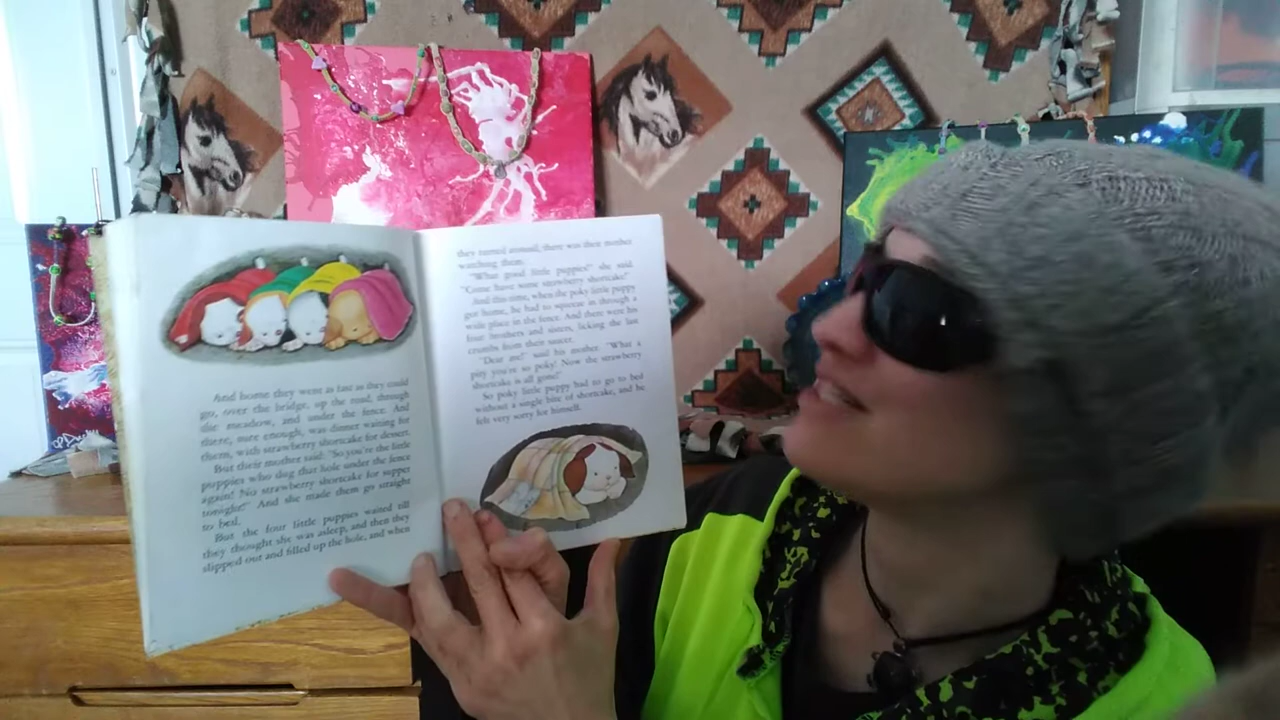 And home they went as fast as they could
go, over the bridge, up the road, through
the meadow, and under the fence. And
there, sure enough, was dinner waiting for
them, with strawberry shortcake for dessert.
But their mother said: "So you're the little
puppies who dug that hole under the fence
again! No strawberry shortcake for supper
tonight!" And she made them go straight
to bed.
But the four little puppies waited till
they thought she was asleep, and then they
slipped out and filled up the hole, and when
they turned around, there was their mother
watching them.
"What good little puppies!" she said.
"Come have some strawberry shortcake!"
And this time, when the poky little puppy
got home, he had to squeeze in through a
wide place in the fence. And there were his
four brothers and sisters, licking the last
crumbs from their saucer.
"Dear me!" said his mother. "What a
pity you're so poky! Now the strawberry
shortcake is all gone!"
So poky little puppy had to go to bed
without a single bite of shortcake, and he
felt very sorry for himself.